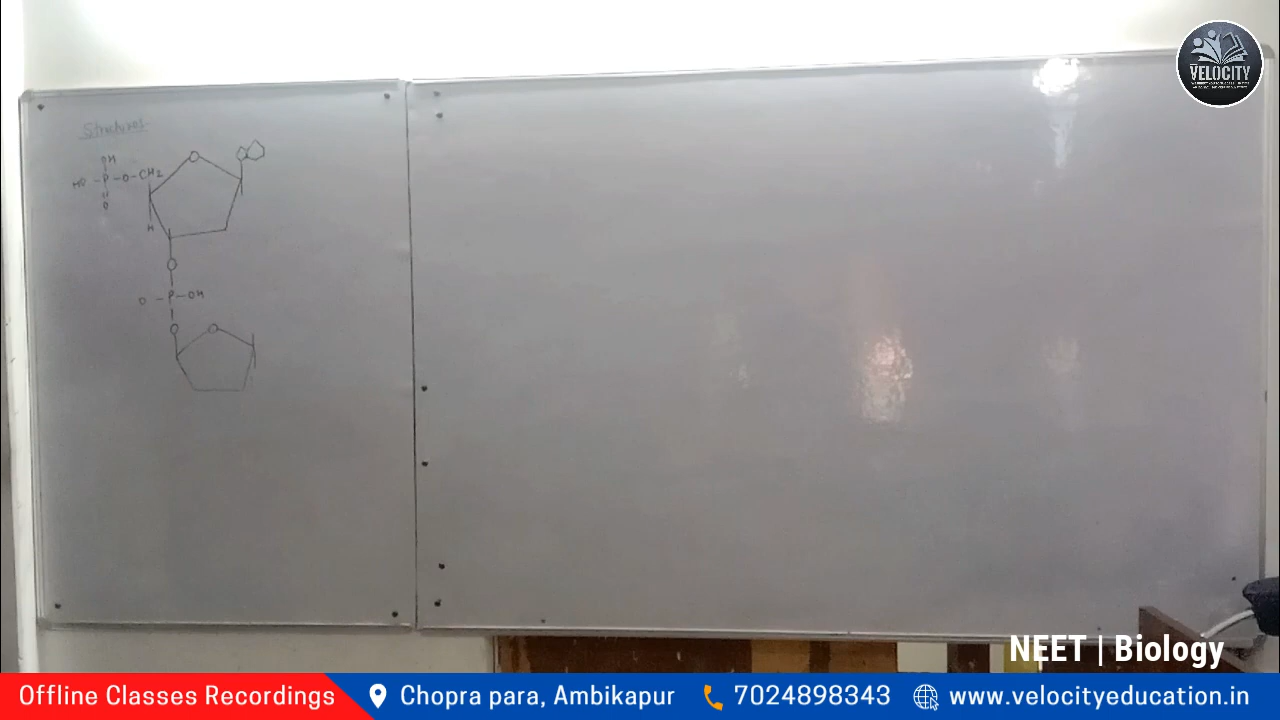 VELOCITY
Structures
OH
HO - P - O - CH2
O
H
O
H
O
O - P - OH
O
O
NEET | Biology
Offline Classes Recordings
Chopra para, Ambikapur
7024898343
www.velocityeducation.in